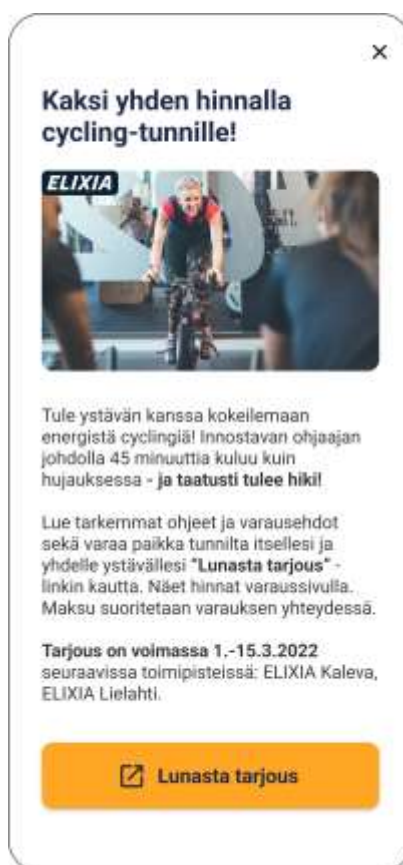 Kaksi yhden hinnalla
cycling-tunnille!
ELIXIA
Tule ystävän kanssa kokeilemaan
energistä cyclingiä! Innostavan ohjaajan
johdolla 45 minuuttia kuluu kuin
hujauksessa - ja taatusti tulee hiki!
Lue tarkemmat ohjeet ja varausehdot
sekä varaa paikka tunnilta itsellesi ja
yhdelle ystävällesi "Lunasta tarjous" -
linkin kautta. Näet hinnat varaussivulla.
Maksu suoritetaan varauksen yhteydessä.
Tarjous on voimassa 1.-15.3.2022
seuraavissa toimipisteissä: ELIXIA Kaleva,
ELIXIA Lielahti.
Lunasta tarjous